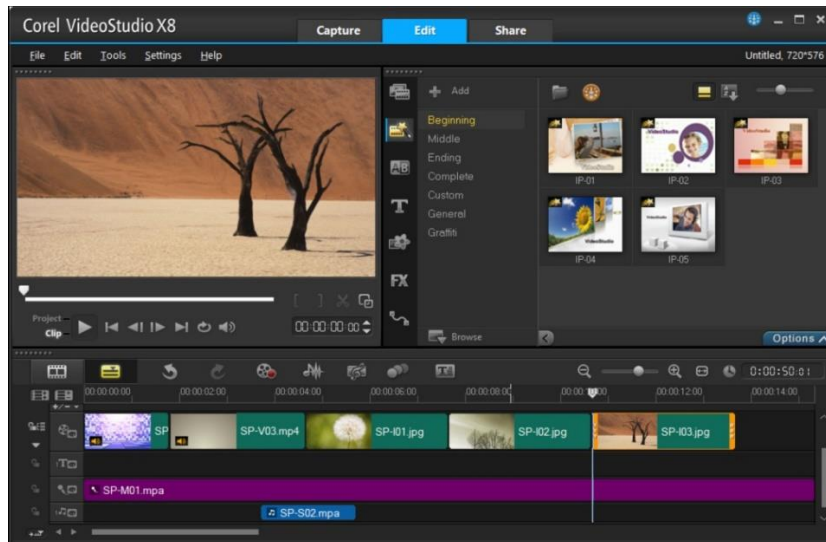 Corel VideoStudio X8
Capture
Edit
Share
File Edit Tools Settings Help
Untitled, 720*576
Add
Beginning
Middle
Ending
Complete
Custom
General
Graffiti
Browse
IP-01
IP-02
IP-03
IP-04
IP-05
Options
AB
T
FX
Project
Clip
00:00:00:00
0:00:50:01
00:00:00:00 00:00:02:00 00:00:04:00 00:00:06:00 00:00:12:00 00:00:14:00
SP SP-V03.mp4 SP-I01.jpg SP-I02.jpg SP-I03.jpg
SP-M01.mpa
SP-S02.mpa